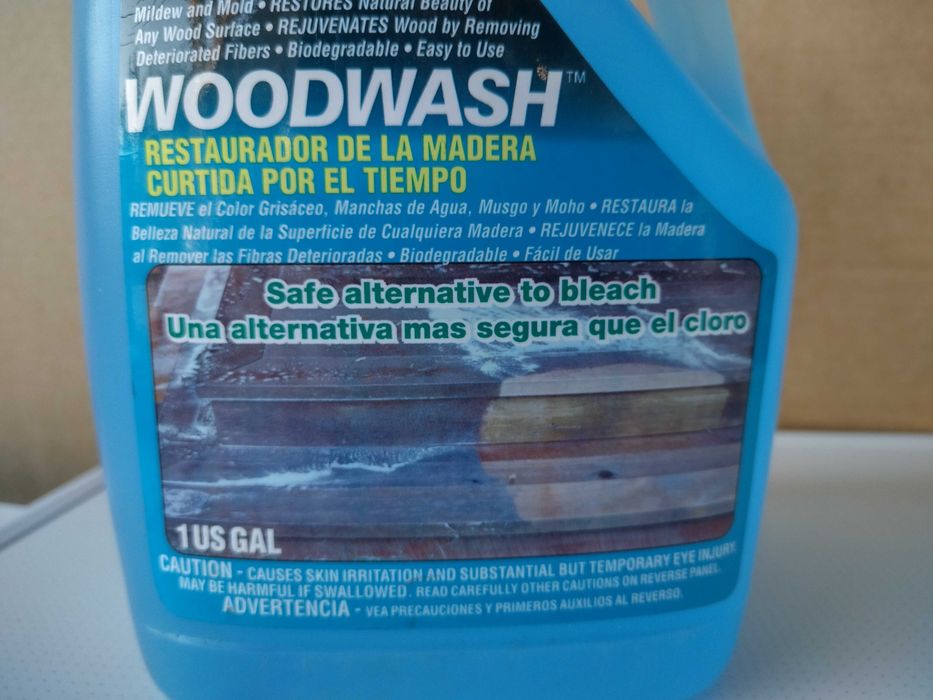 Mildew and Mold • RESTORES Natural Beauty of
Any Wood Surface • REJUVENATES Wood by Removing
Deteriorated Fibers • Biodegradable • Easy to Use
WOODWASH™
RESTAURADOR DE LA MADERA
CURTIDA POR EL TIEMPO
REMUEVE el Color Grisáceo, Manchas de Agua, Musgo y Moho • RESTAURA la
Belleza Natural de la Superficie de Cualquiera Madera • REJUVENECE la Madera
al Remover las Fibras Deterioradas • Biodegradable • Fácil de Usar
Safe alternative to bleach
Una alternativa mas segura que el cloro
1 US GAL
CAUTION - CAUSES SKIN IRRITATION AND SUBSTANTIAL BUT TEMPORARY EYE INJURY.
MAY BE HARMFUL IF SWALLOWED. READ CAREFULLY OTHER CAUTIONS ON REVERSE PANEL.
ADVERTENCIA - VEA PRECAUCIONES Y PRIMEROS AUXILIOS AL REVERSO.